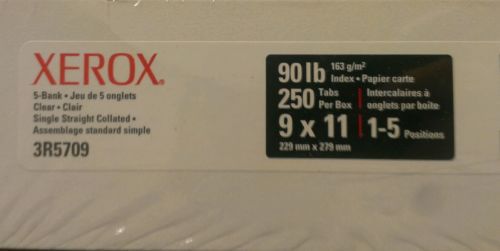 XEROX®
5-Bank • Jeu de 5 onglets
Clear • Clair
Single Straight Collated •
Assemblage standard simple
3R5709
90 lb 163 g/m²
Index • Papier carte
250 Tabs Per Box | Intercalaires à onglets par boîte
9 x 11 | 1-5 Positions
229 mm x 279 mm